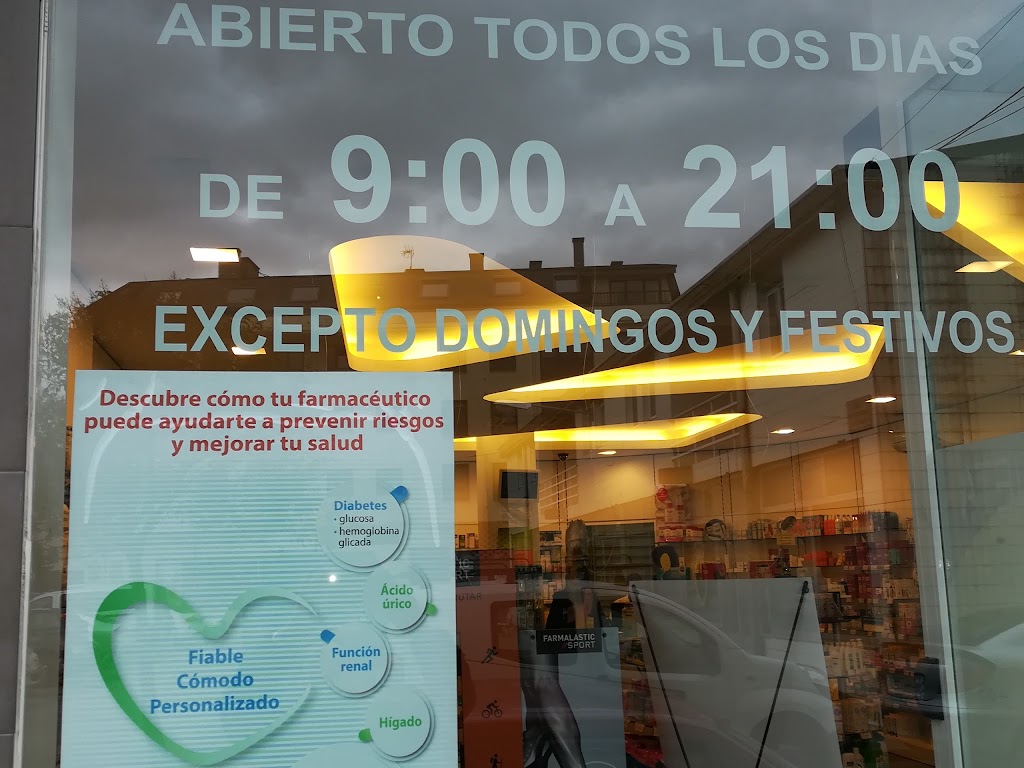 ABIERTO TODOS LOS DIAS
DE 9:00 A 21:00
EXCEPTO DOMINGOS Y FESTIVOS
Descubre cómo tu farmacéutico
puede ayudarte a prevenir riesgos
y mejorar tu salud
Diabetes
• glucosa
• hemoglobina
glicada
Ácido
úrico
Función
renal
Hígado
Fiable
Cómodo
Personalizado
FARMALASTIC
SPORT